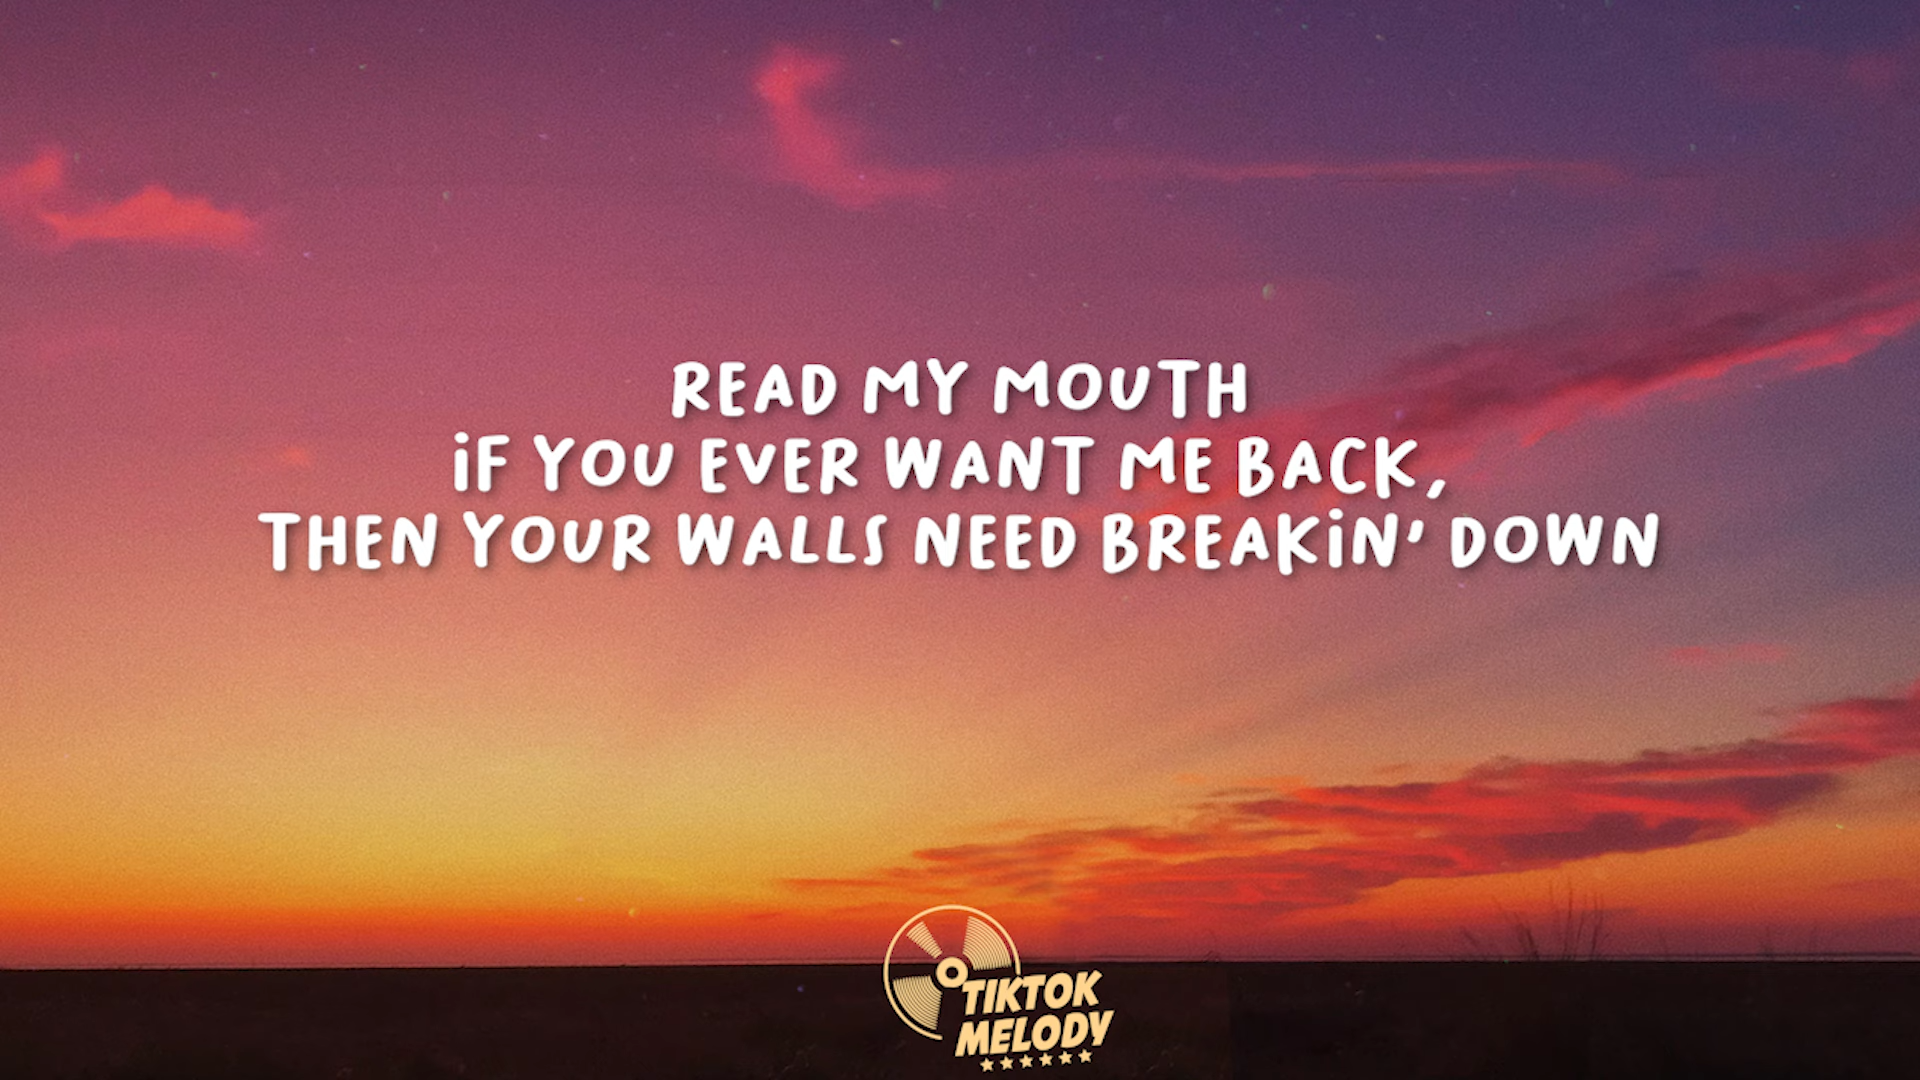 READ MY MOUTH
iF YOU EVER WANT ME BACK,
THEN YOUR WALLS NEED BREAKiN' DOWN
TIKTOK
MELODY